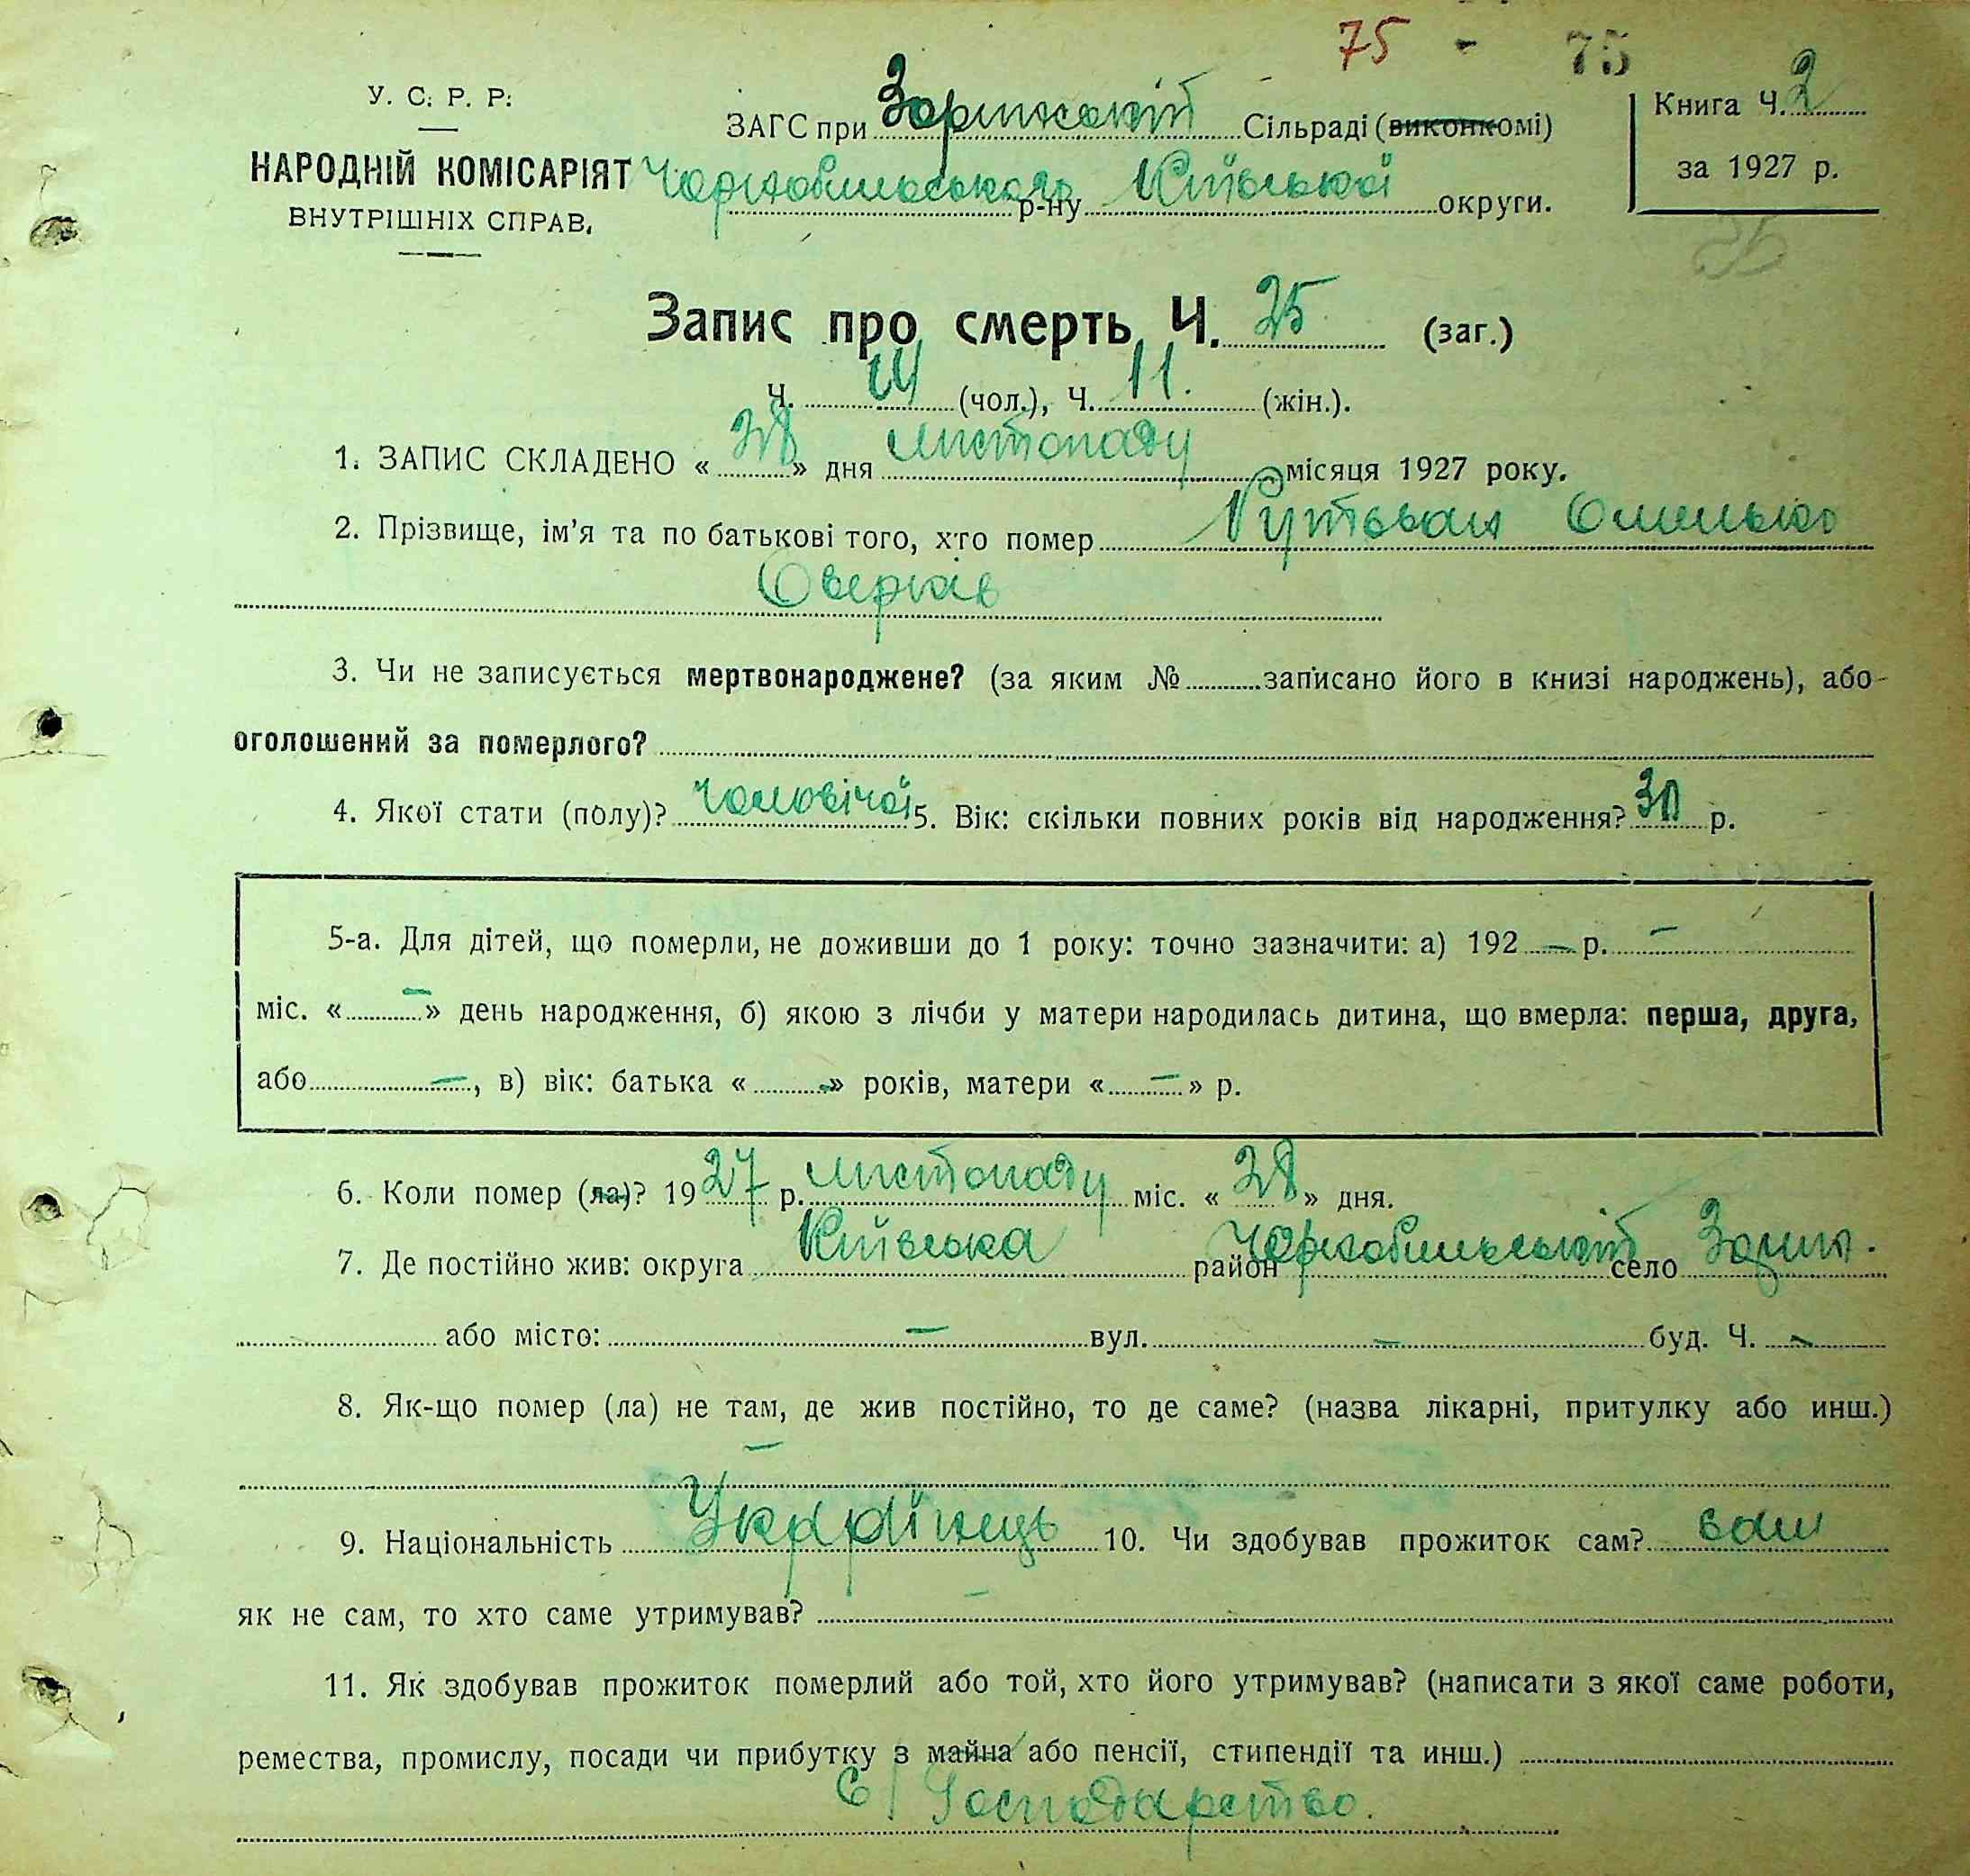 75 - 75
У. С. Р. Р.
НАРОДНІЙ КОМІСАРІЯТ
ВНУТРІШНІХ СПРАВ.
ЗАГС при Сільраді (виконкомі)
Чорнобильського р-ну Київської округи.
Книга Ч. 2
за 1927 р.
Запис про смерть Ч. 25 (заг.)
Ч. 14 (чол.), Ч. 11. (жін.).
1. ЗАПИС СКЛАДЕНО « 28 » дня листопаду місяця 1927 року.
2. Прізвище, ім’я та по батькові того, хто помер Омелько
3. Чи не записується мертвонароджене? (за яким № записано його в книзі народжень), або
оголошений за померлого?
4. Якої стати (полу)? Чоловічої 5. Вік: скільки повних років від народження? р.
5-а. Для дітей, що померли, не доживши до 1 року: точно зазначити: а) 192 — р. —
міс. « — » день народження, б) якою з лічби у матери народилась дитина, що вмерла: перша, друга,
або —, в) вік: батька « - » років, матери « — » р.
6. Коли помер (ла)? 1927 р. листопаду міс. « 28 » дня.
7. Де постійно жив: округа Київська район Чорнобильський село
або місто: — вул. — буд. Ч. —
8. Як-що помер (ла) не там, де жив постійно, то де саме? (назва лікарні, притулку або инш.)
—
9. Національність Українець 10. Чи здобував прожиток сам? сам
як не сам, то хто саме утримував? —
11. Як здобував прожиток померлий або той, хто його утримував? (написати з якої саме роботи,
ремества, промислу, посади чи прибутку з майна або пенсії, стипендії та инш.)
С/Господарство.